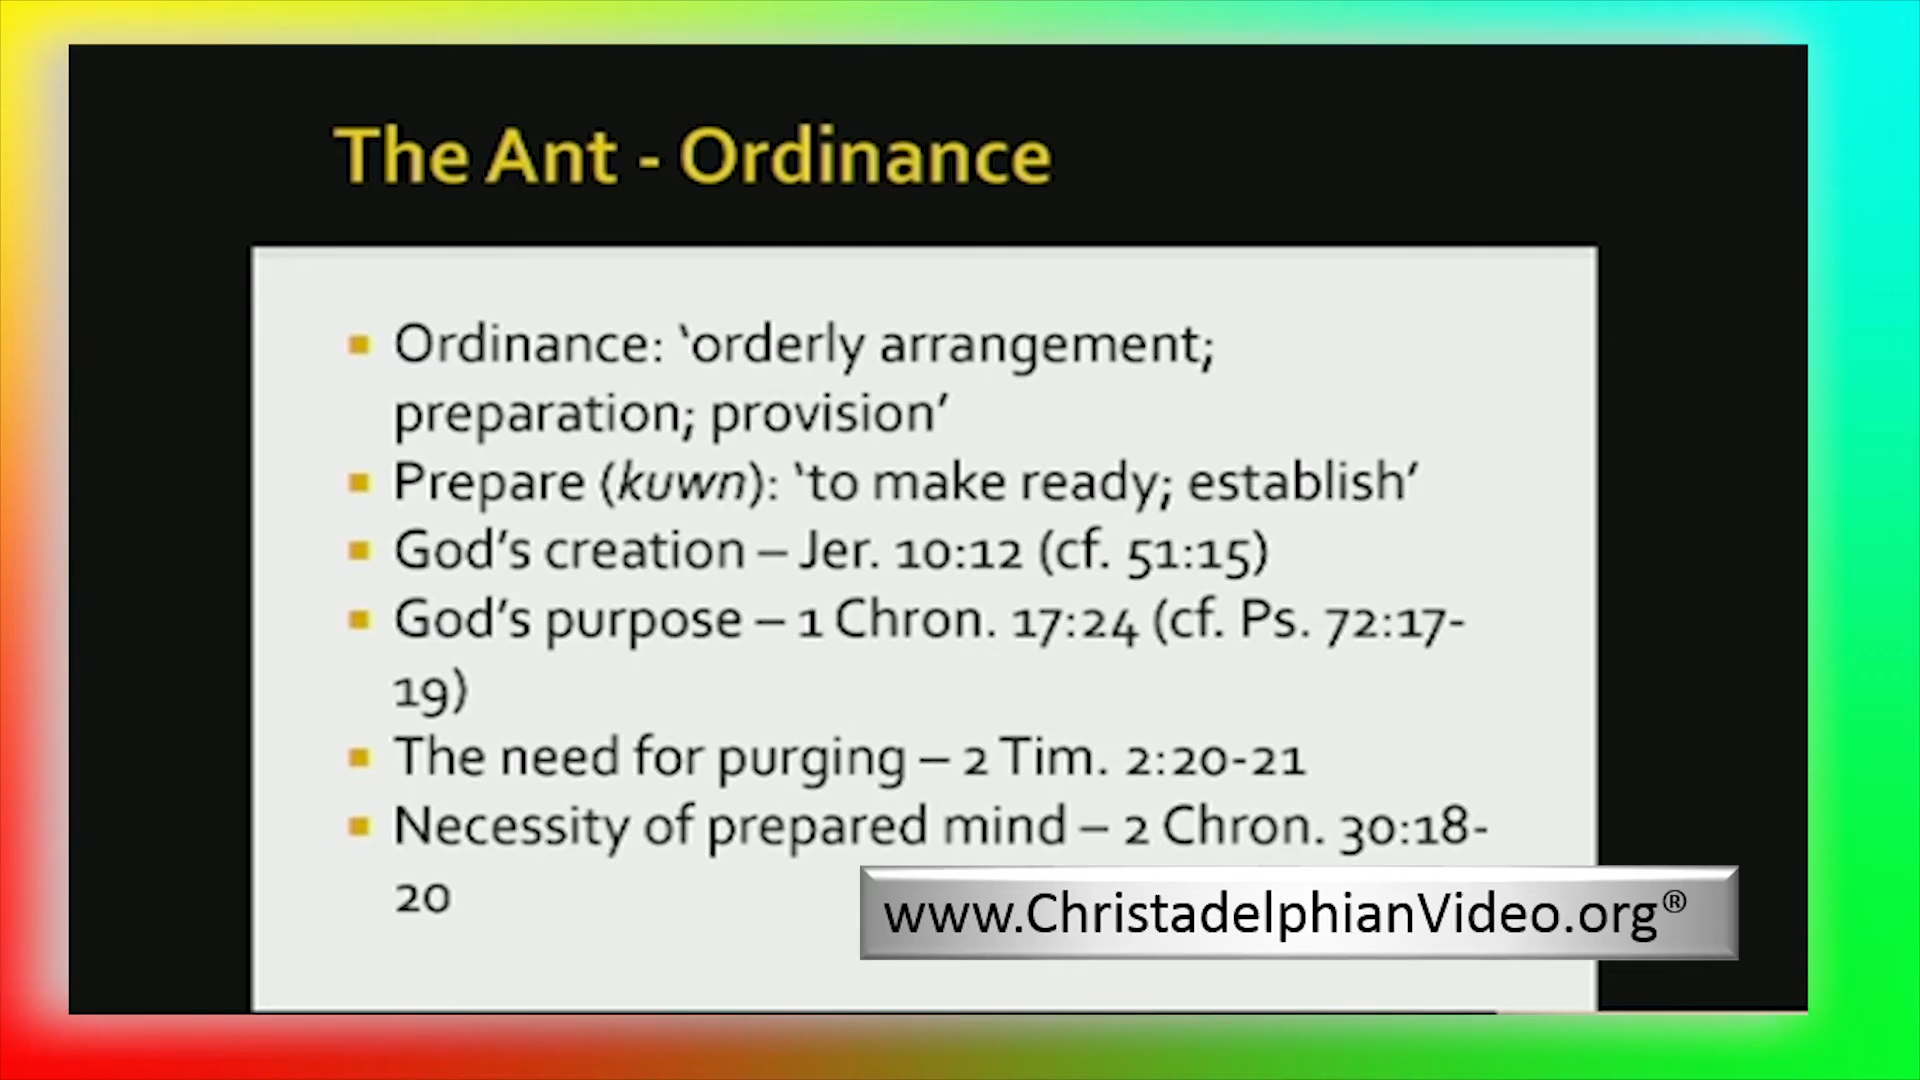 The Ant - Ordinance
Ordinance: ‘orderly arrangement;
preparation; provision’
Prepare (kuwn): ‘to make ready; establish’
God’s creation – Jer. 10:12 (cf. 51:15)
God’s purpose – 1 Chron. 17:24 (cf. Ps. 72:17-
19)
The need for purging – 2 Tim. 2:20-21
Necessity of prepared mind – 2 Chron. 30:18-
20
www.ChristadelphianVideo.org®